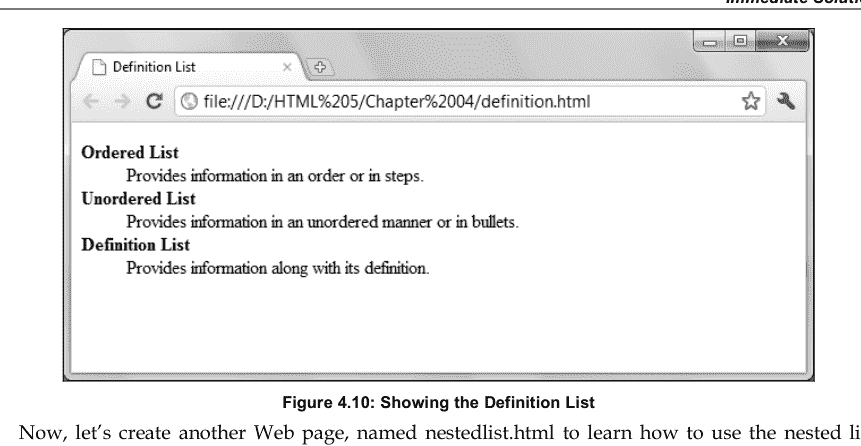 Immediate
Definition List
file:///D:/HTML%205/Chapter%2004/definition.html
Ordered List
Provides information in an order or in steps.
Unordered List
Provides information in an unordered manner or in bullets.
Definition List
Provides information along with its definition.
Figure 4.10: Showing the Definition List
Now, let's create another Web page, named nestedlist.html to learn how to use the nested